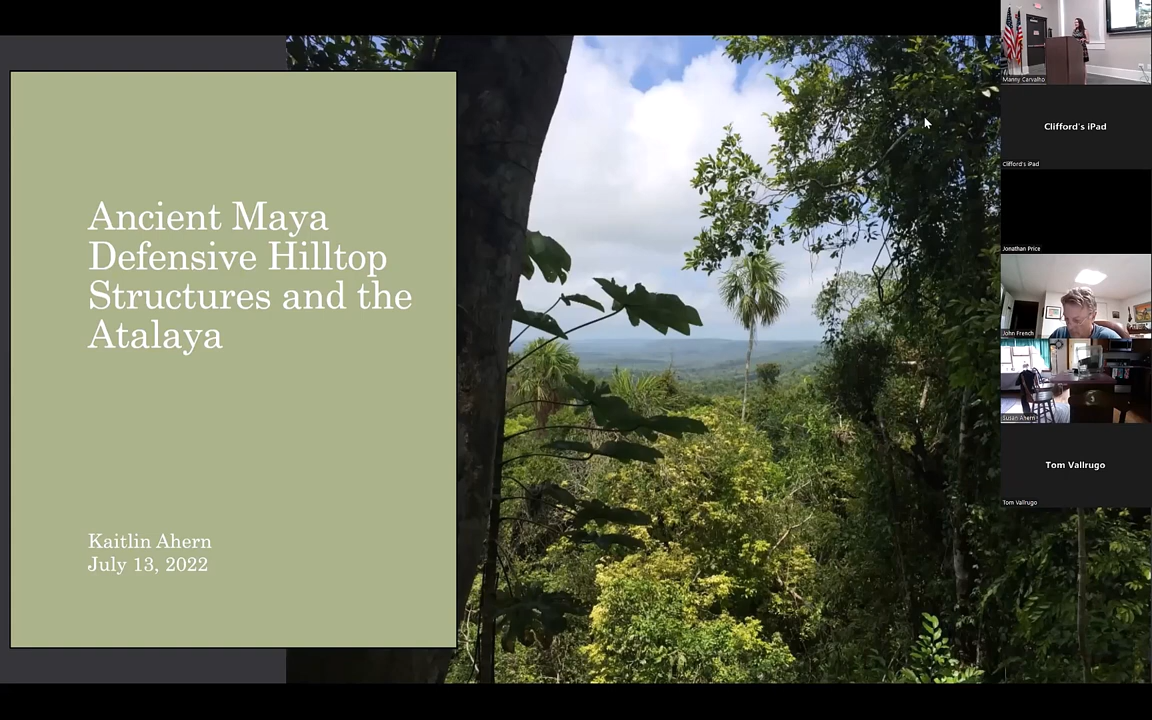 Ancient Maya
Defensive Hilltop
Structures and the
Atalaya
Kaitlin Ahern
July 13, 2022
Manny Carvalho
Clifford's iPad
Clifford's iPad
Jonathan Price
John French
Susan Ahern
Tom Vallrugo
Tom Vallrugo